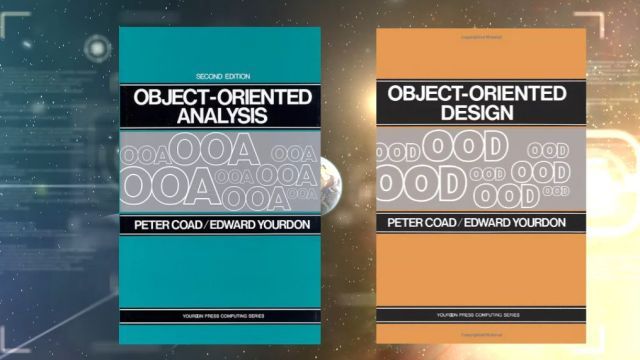 SECOND EDITION
OBJECT-ORIENTED
ANALYSIS
OOA OOA OOA
OOA OOA OOA
OOA OOA
PETER COAD/EDWARD YOURDON
YOURDON PRESS COMPUTING SERIES
OBJECT-ORIENTED
DESIGN
OOD OOD OOD
OOD OOD OOD
OOD OOD
PETER COAD/EDWARD YOURDON
YOURDON PRESS COMPUTING SERIES